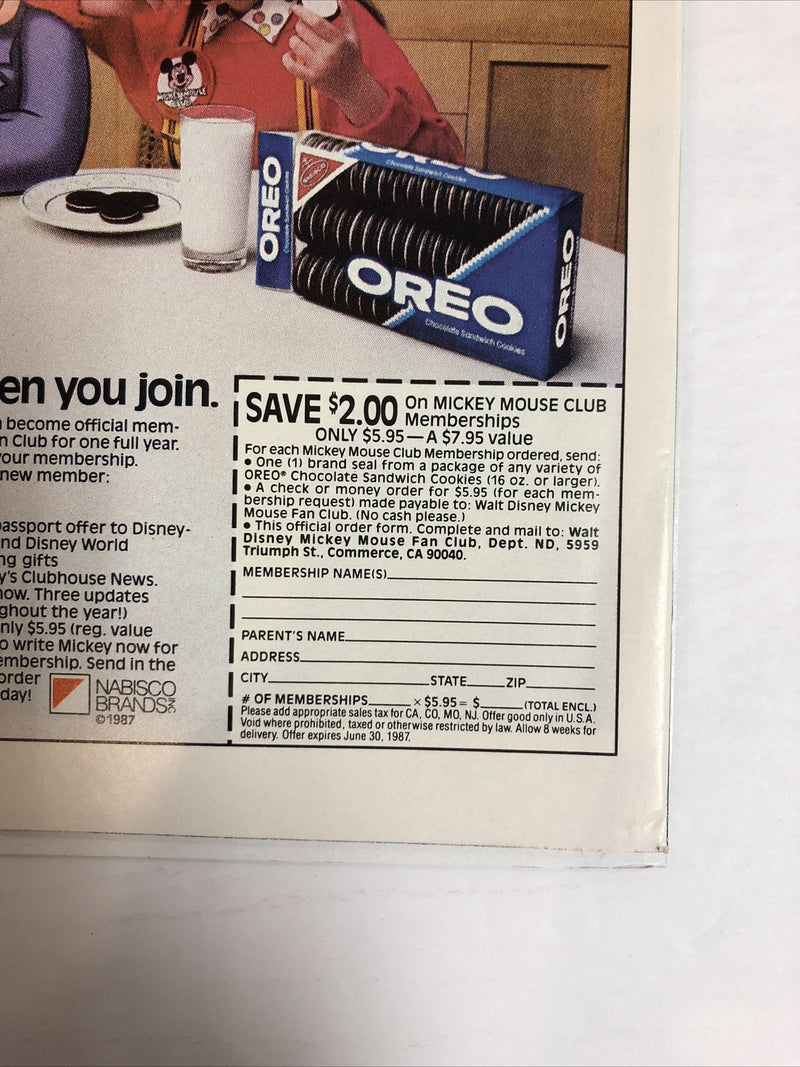 MICKEY MOUSE
CLUB
OREO
Chocolate Sandwich Cookies
NABISCO
OREO
Chocolate Sandwich Cookies
OREO
Chocolate Sandwich Cookies
OREO
en you join.
become official mem-
n Club for one full year.
our membership.
new member:
assport offer to Disney-
nd Disney World
ng gifts
y's Clubhouse News.
now. Three updates
ghout the year!)
nly $5.95 (reg. value
o write Mickey now for
embership. Send in the
order
day!
NABISCO
BRANDS INC
©1987
SAVE $2.00 On MICKEY MOUSE CLUB
Memberships
ONLY $5.95—A $7.95 value
For each Mickey Mouse Club Membership ordered, send:
• One (1) brand seal from a package of any variety of
OREO® Chocolate Sandwich Cookies (16 oz. or larger).
• A check or money order for $5.95 (for each mem-
bership request) made payable to: Walt Disney Mickey
Mouse Fan Club. (No cash please.)
• This official order form. Complete and mail to: Walt
Disney Mickey Mouse Fan Club, Dept. ND, 5959
Triumph St., Commerce, CA 90040.
MEMBERSHIP NAME(S)
PARENT'S NAME
ADDRESS
CITY STATE ZIP
# OF MEMBERSHIPS × $5.95 = $ (TOTAL ENCL.)
Please add appropriate sales tax for CA, CO, MO, NJ. Offer good only in U.S.A.
Void where prohibited, taxed or otherwise restricted by law. Allow 8 weeks for
delivery. Offer expires June 30, 1987.